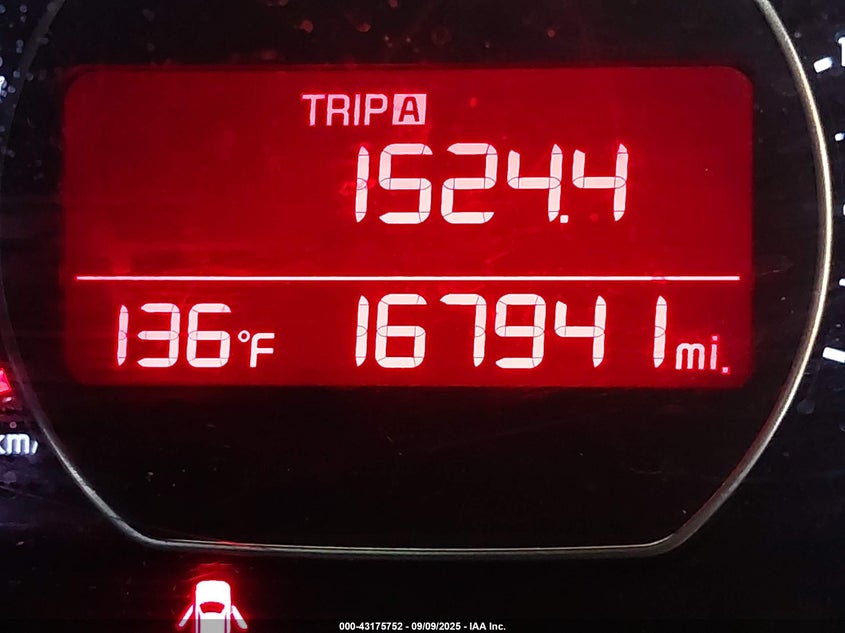 TRIP A
1524.4
136°F 167941 mi.
km/
000-43175752 - 09/09/2025 - IAA Inc.